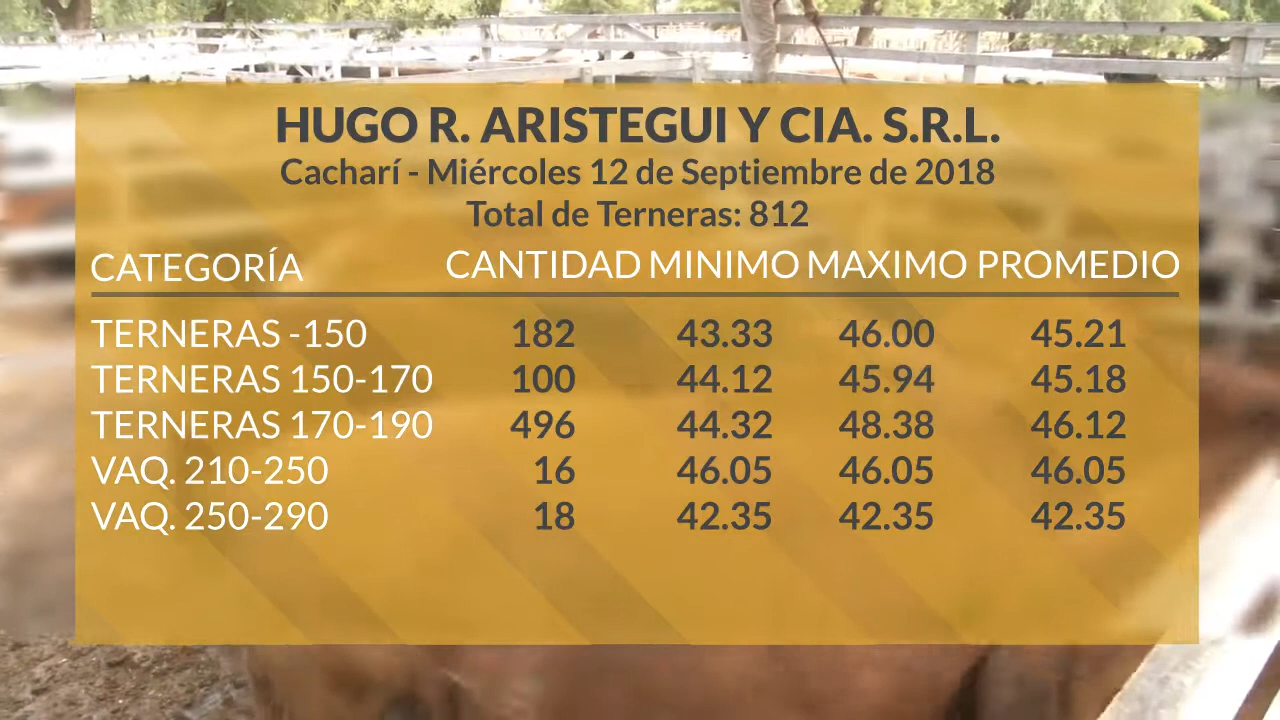 HUGO R. ARISTEGUI Y CIA. S.R.L.
Cacharí - Miércoles 12 de Septiembre de 2018
Total de Terneras: 812
CATEGORÍA CANTIDAD MINIMO MAXIMO PROMEDIO
TERNERAS -150 182 43.33 46.00 45.21
TERNERAS 150-170 100 44.12 45.94 45.18
TERNERAS 170-190 496 44.32 48.38 46.12
VAQ. 210-250 16 46.05 46.05 46.05
VAQ. 250-290 18 42.35 42.35 42.35